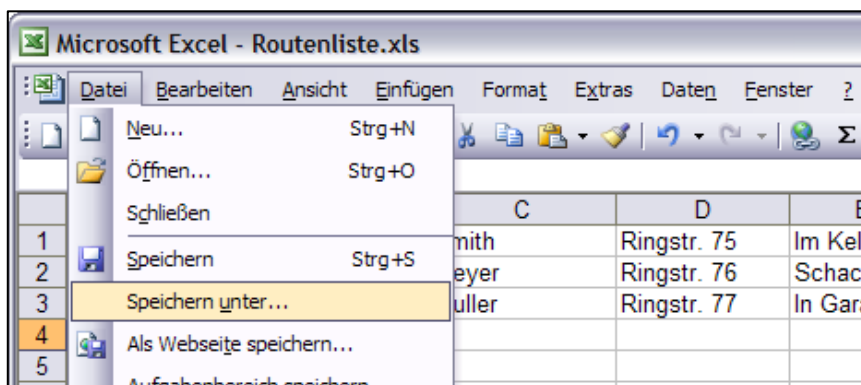 Microsoft Excel - Routenliste.xls
Datei Bearbeiten Ansicht Einfügen Format Extras Daten Fenster ?
Neu... Strg+N
Öffnen... Strg+O
Schließen
Speichern Strg+S
Speichern unter...
Als Webseite speichern...
Aufgabenbereich speichern
C D E
1 mith Ringstr. 75 Im Kel
2 eyer Ringstr. 76 Schac
3 uller Ringstr. 77 In Gar
4
5